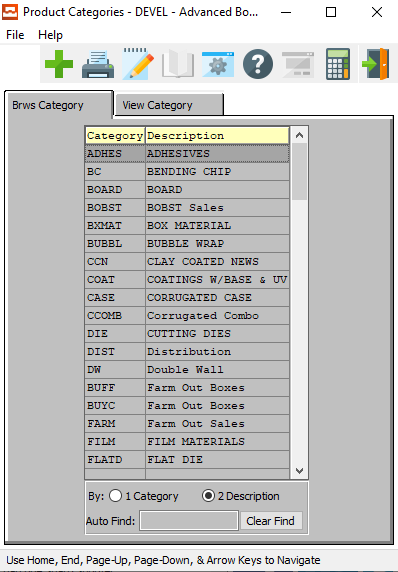 Product Categories - DEVEL - Advanced Bo...
File Help
Brws Category View Category
Category Description
ADHES ADHESIVES
BC BENDING CHIP
BOARD BOARD
BOBST BOBST Sales
BXMAT BOX MATERIAL
BUBBL BUBBLE WRAP
CCN CLAY COATED NEWS
COAT COATINGS W/BASE & UV
CASE CORRUGATED CASE
CCOMB Corrugated Combo
DIE CUTTING DIES
DIST Distribution
DW Double Wall
BUFF Farm Out Boxes
BUYC Farm Out Boxes
FARM Farm Out Sales
FILM FILM MATERIALS
FLATD FLAT DIE
By: 1 Category 2 Description
Auto Find: Clear Find
Use Home, End, Page-Up, Page-Down, & Arrow Keys to Navigate